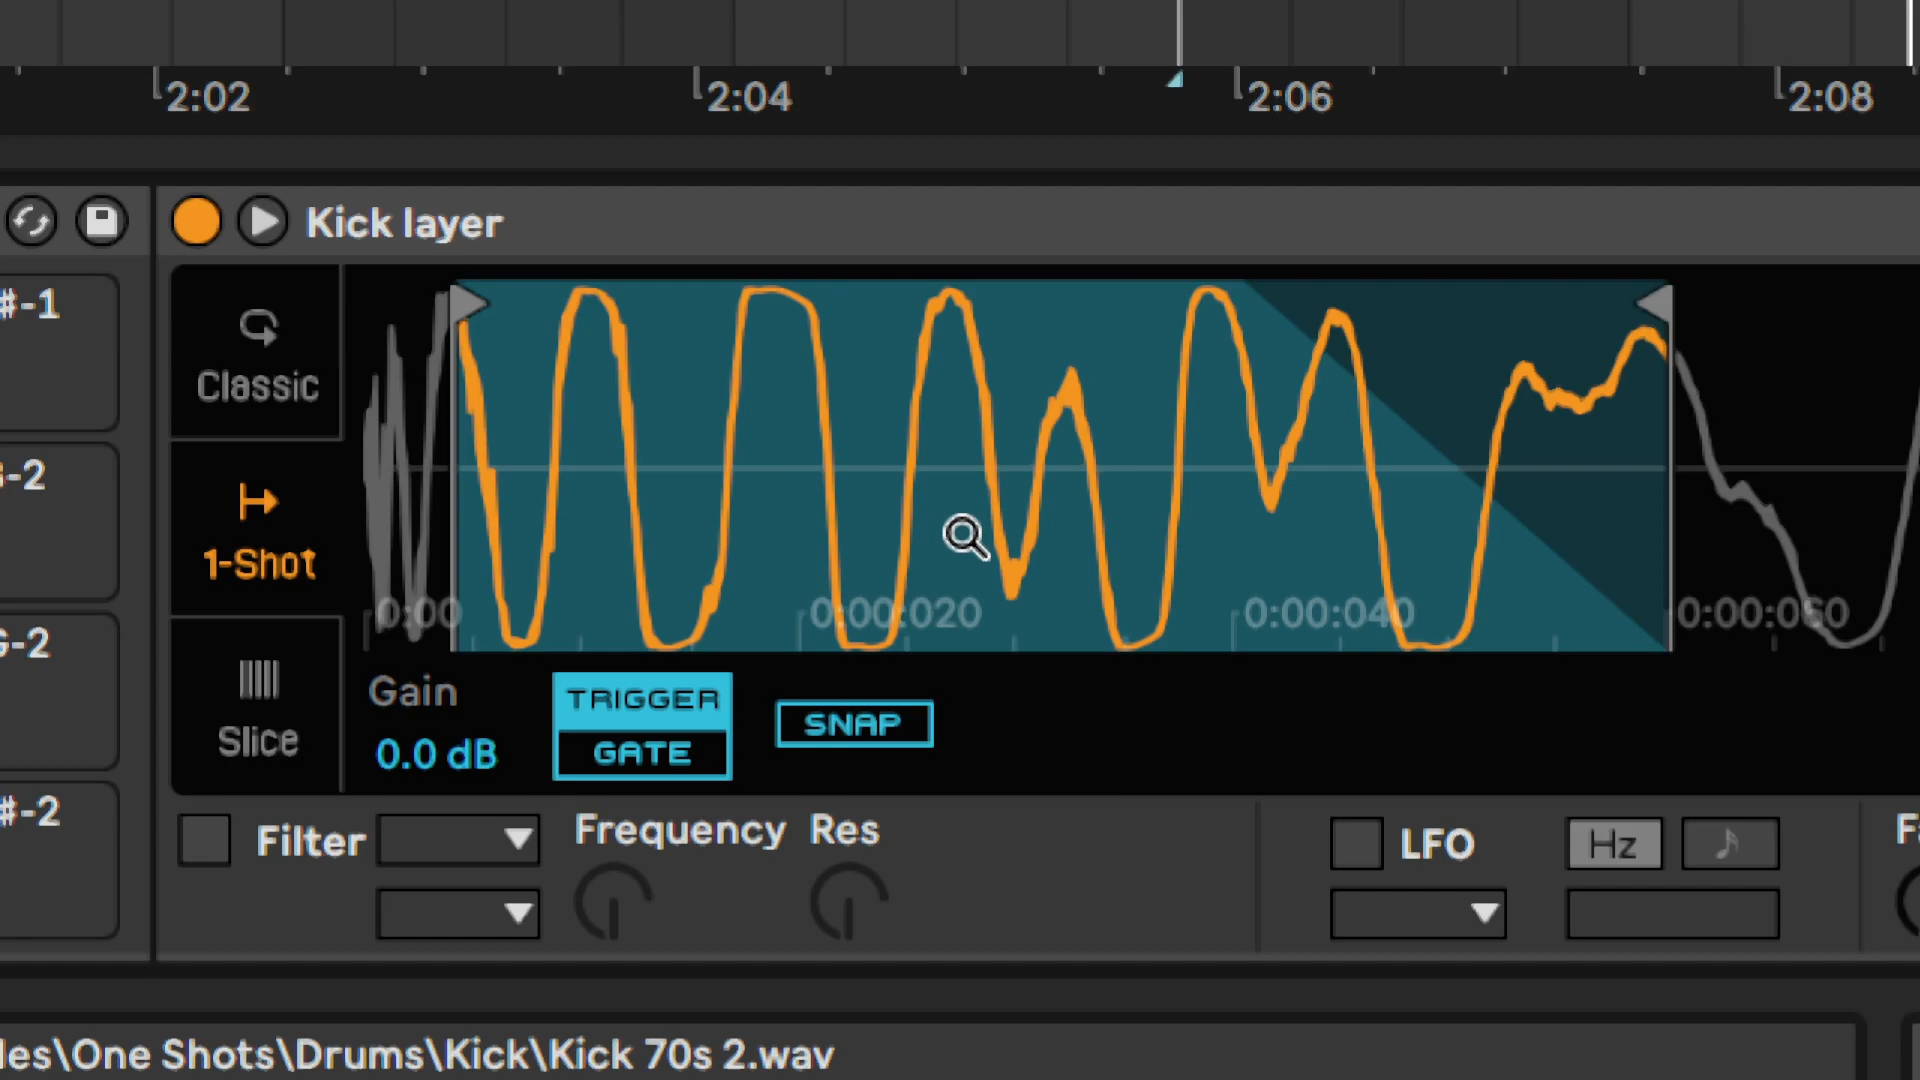 2:02 2:04 2:06 2:08
Kick layer
#-1
Classic
-2
1-Shot
0:00 0:00:020 0:00:040 0:00:060
-2
Slice
Gain
0.0 dB
TRIGGER
GATE
SNAP
#-2
Filter
Frequency Res
LFO
Hz
les\One Shots\Drums\Kick\Kick 70s 2.wav